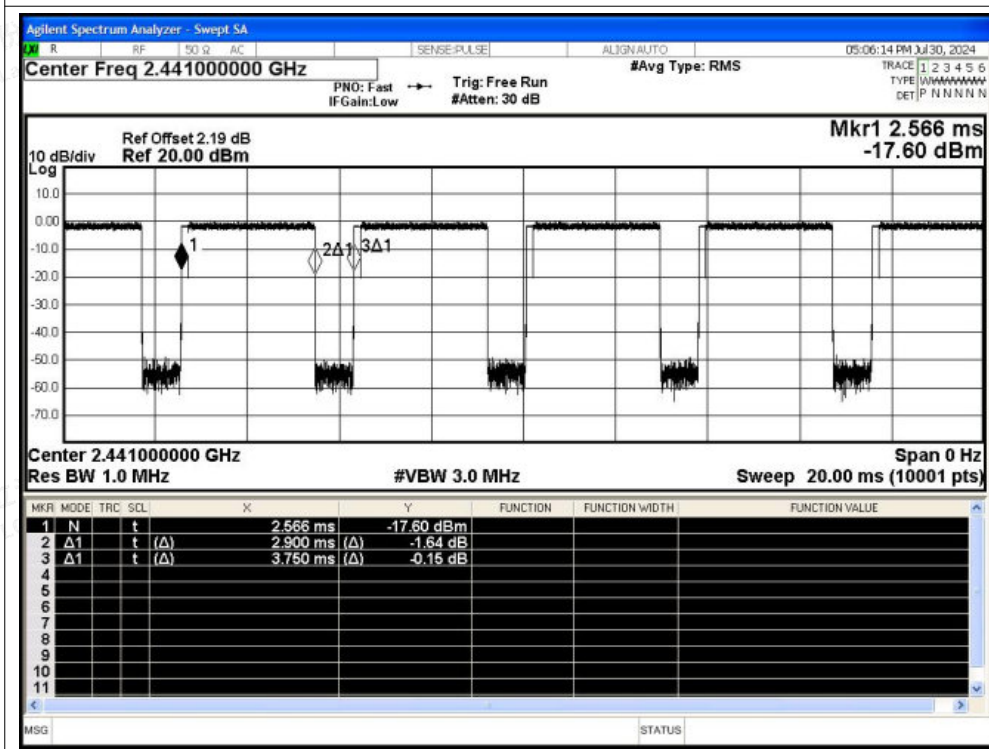 Agilent Spectrum Analyzer - Swept SA
LXI R RF 50 Ω AC SENSE:PULSE ALIGN AUTO 05:06:14 PM Jul 30, 2024
Center Freq 2.441000000 GHz #Avg Type: RMS TRACE 1 2 3 4 5 6
PNO: Fast Trig: Free Run TYPE WWWWWW
IFGain:Low #Atten: 30 dB DET P N N N N N
Ref Offset 2.19 dB Mkr1 2.566 ms
10 dB/div Ref 20.00 dBm -17.60 dBm
Log
10.0
0.00
-10.0 1 2Δ1 3Δ1
-20.0
-30.0
-40.0
-50.0
-60.0
-70.0
Center 2.441000000 GHz Span 0 Hz
Res BW 1.0 MHz #VBW 3.0 MHz Sweep 20.00 ms (10001 pts)
MKR MODE TRC SCL X Y FUNCTION FUNCTION WIDTH FUNCTION VALUE
1 N t 2.566 ms -17.60 dBm
2 Δ1 t (Δ) 2.900 ms (Δ) -1.64 dB
3 Δ1 t (Δ) 3.750 ms (Δ) -0.15 dB
4
5
6
7
8
9
10
11
MSG STATUS